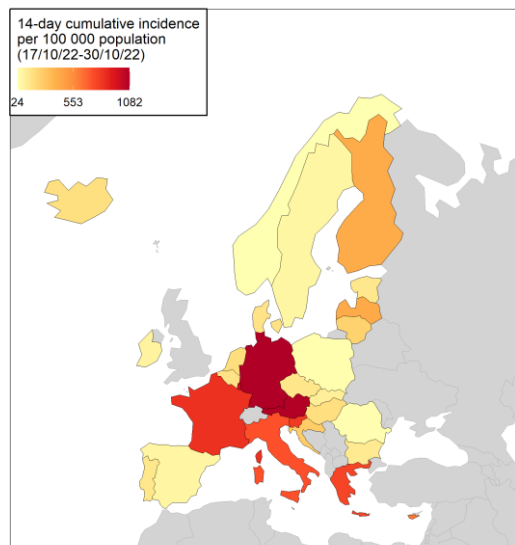 14-day cumulative incidence
per 100 000 population
(17/10/22-30/10/22)
24 553 1082